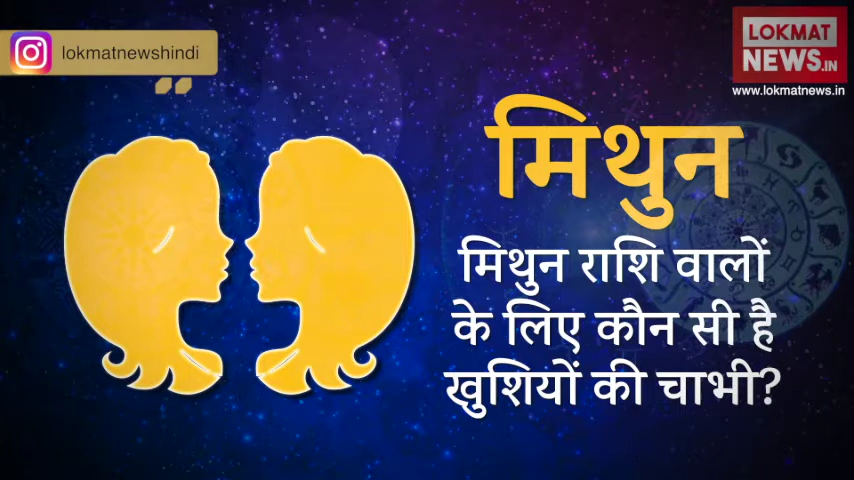 lokmatnewshindi
LOKMAT
NEWS.IN
www.lokmatnews.in
मिथुन
मिथुन राशि वालों
के लिए कौन सी है
खुशियों की चाभी?